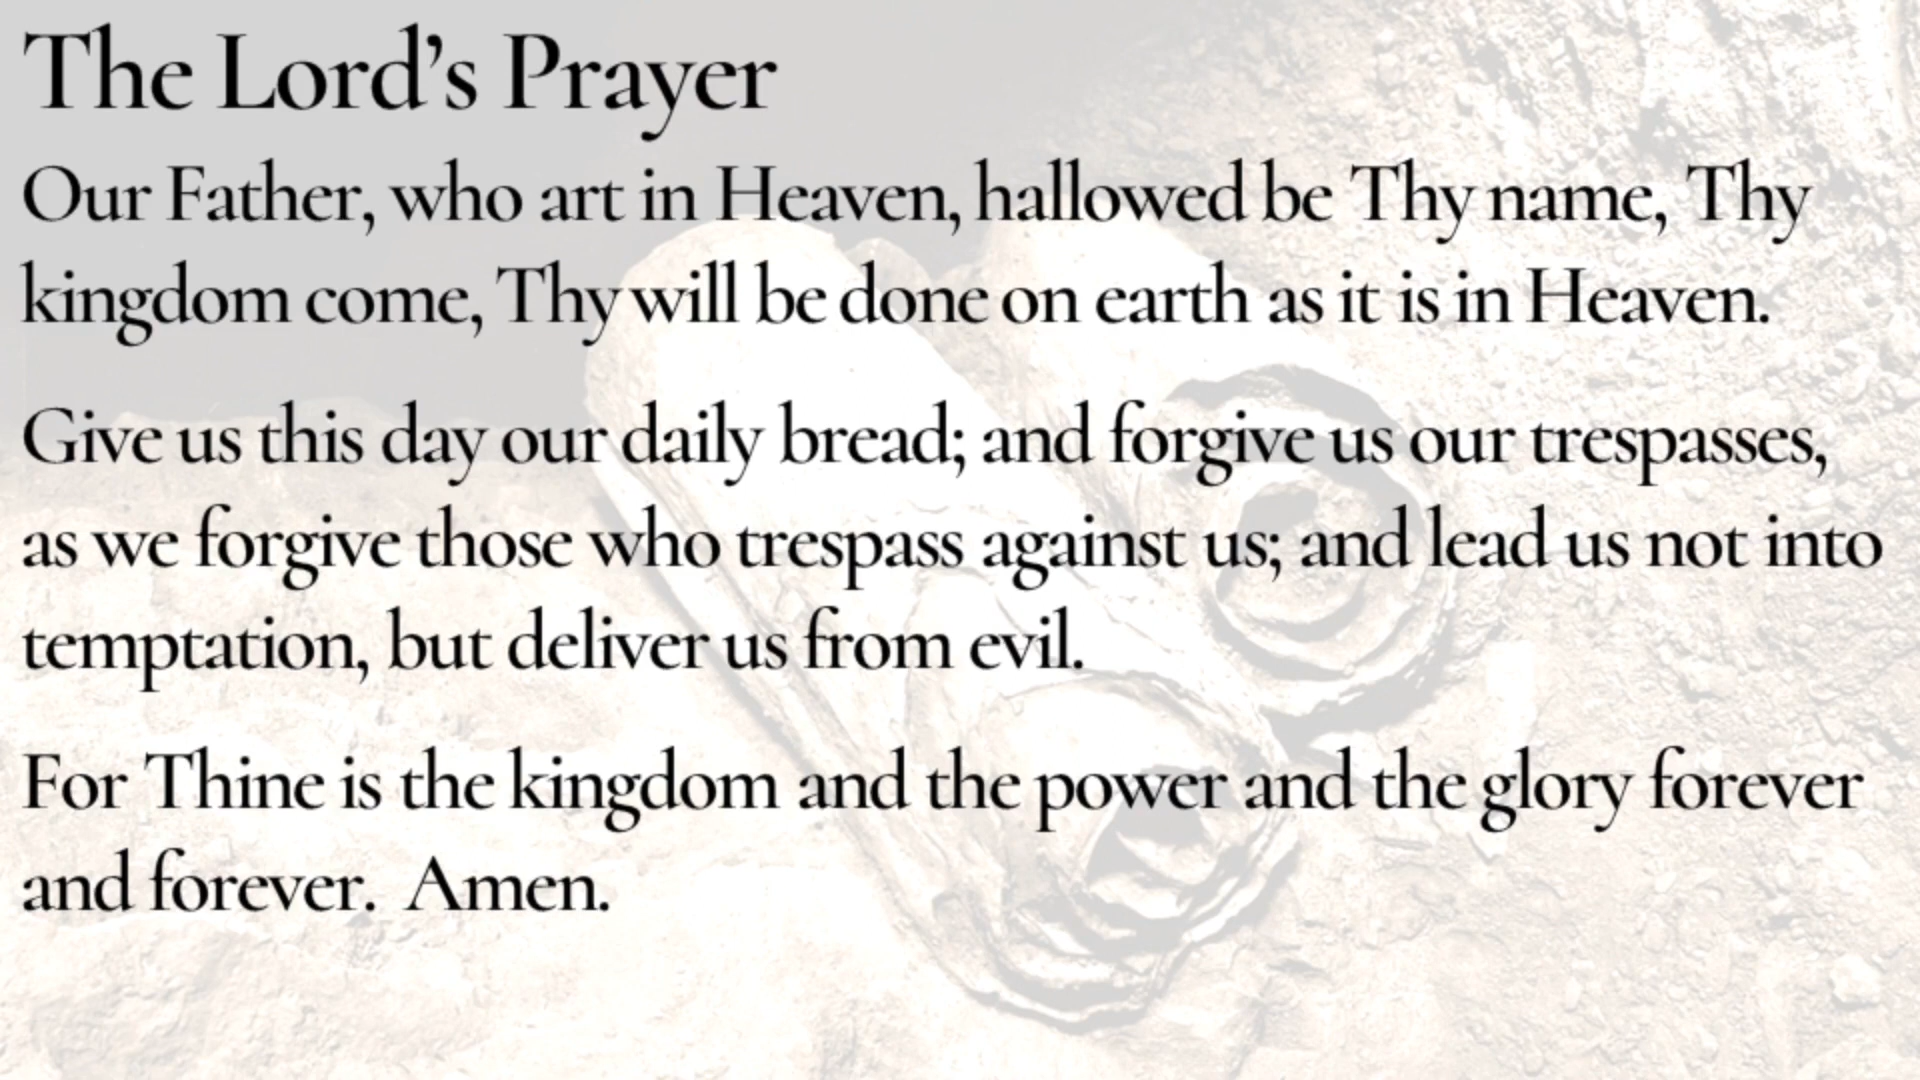 The Lord’s Prayer
Our Father, who art in Heaven, hallowed be Thy name, Thy
kingdom come, Thy will be done on earth as it is in Heaven.
Give us this day our daily bread; and forgive us our trespasses,
as we forgive those who trespass against us; and lead us not into
temptation, but deliver us from evil.
For Thine is the kingdom and the power and the glory forever
and forever.  Amen.